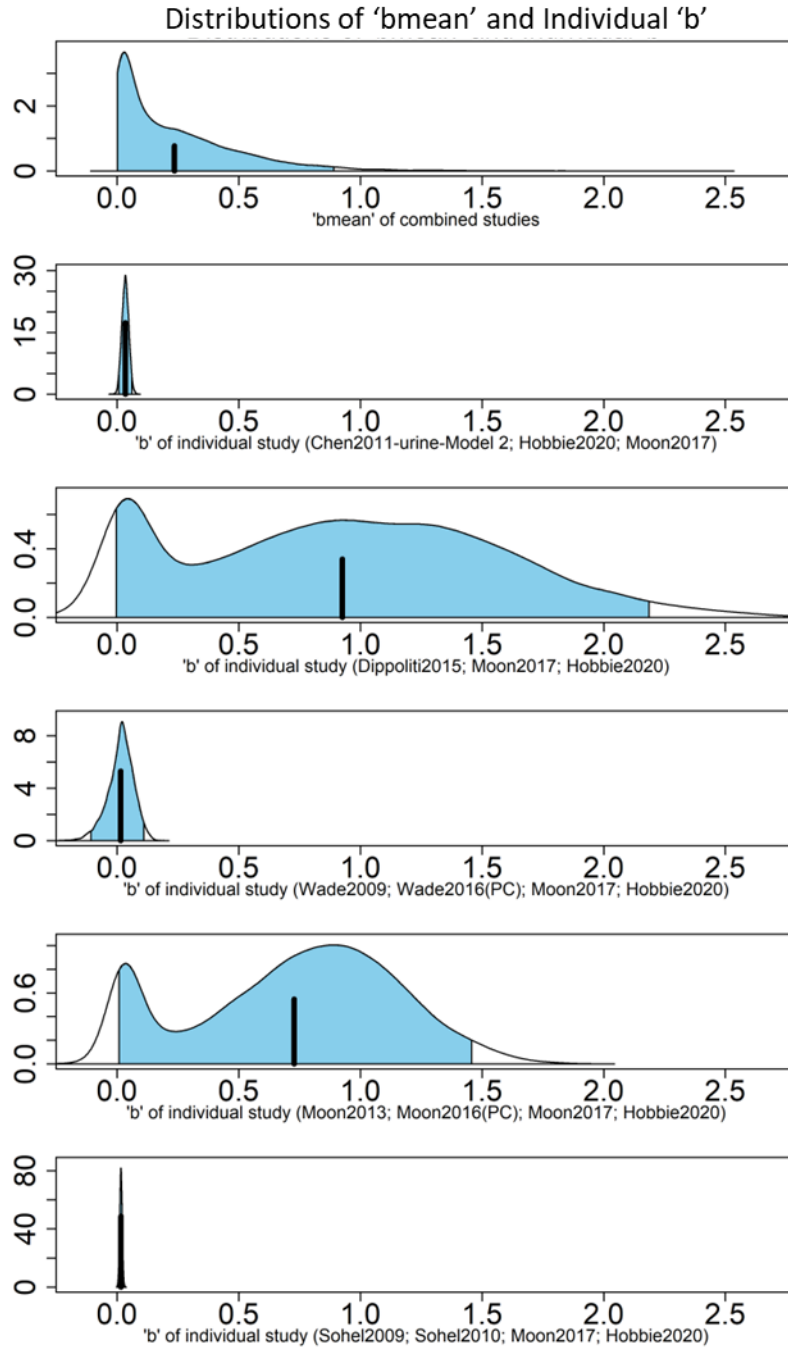 Distributions of ‘bmean’ and Individual ‘b’
2
0
0.0 0.5 1.0 1.5 2.0 2.5
'bmean' of combined studies
30
15
0
0.0 0.5 1.0 1.5 2.0 2.5
'b' of individual study (Chen2011-urine-Model 2; Hobbie2020; Moon2017)
0.4
0.0
0.0 0.5 1.0 1.5 2.0 2.5
'b' of individual study (Dippoliti2015; Moon2017; Hobbie2020)
8
4
0
0.0 0.5 1.0 1.5 2.0 2.5
'b' of individual study (Wade2009; Wade2016(PC); Moon2017; Hobbie2020)
0.6
0.0
0.0 0.5 1.0 1.5 2.0 2.5
'b' of individual study (Moon2013; Moon2016(PC); Moon2017; Hobbie2020)
80
40
0
0.0 0.5 1.0 1.5 2.0 2.5
'b' of individual study (Sohel2009; Sohel2010; Moon2017; Hobbie2020)